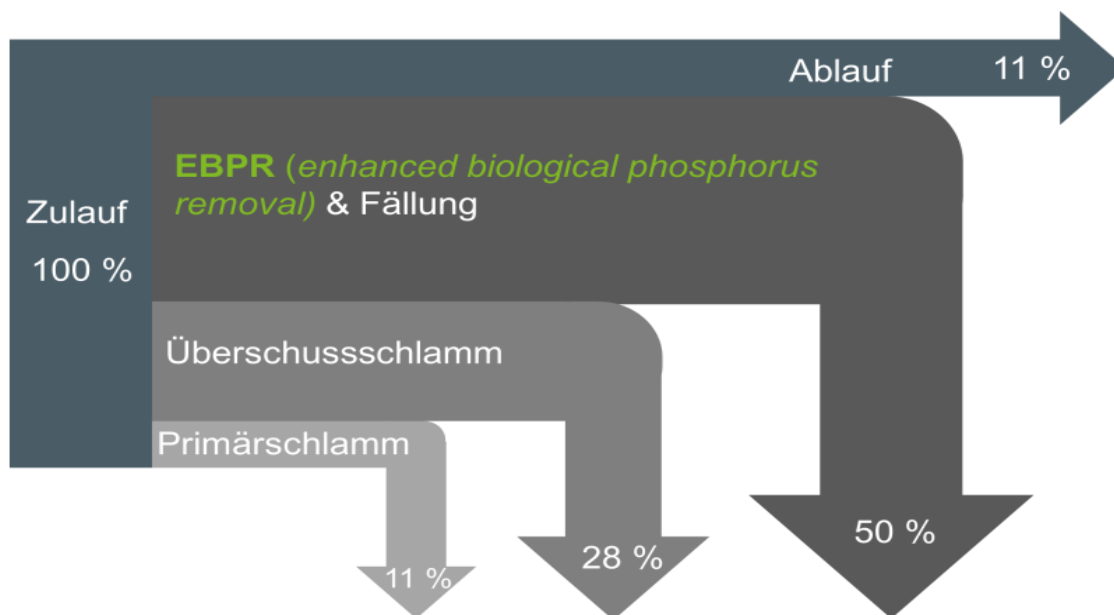 Ablauf 11 %
EBPR (enhanced biological phosphorus
removal) & Fällung
Zulauf
100 %
Überschussschlamm
Primärschlamm
50 %
28 %
11 %